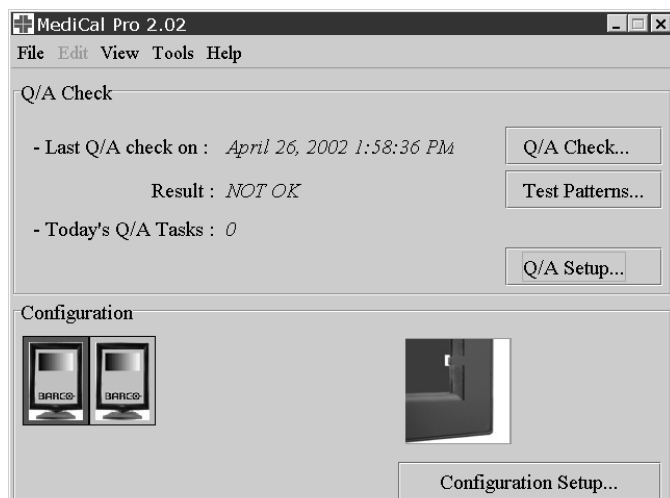 MediCal Pro 2.02
File Edit View Tools Help
Q/A Check
- Last Q/A check on : April 26, 2002 1:58:36 PM
Q/A Check...
Result : NOT OK
Test Patterns...
- Today's Q/A Tasks : 0
Q/A Setup...
Configuration
BARCO BARCO
Configuration Setup...